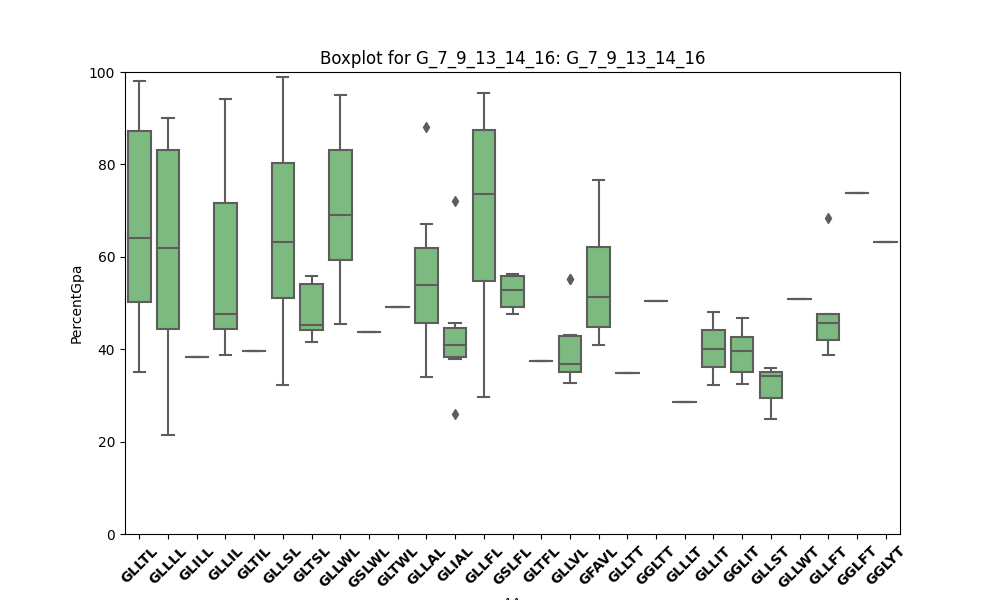 Boxplot for G_7_9_13_14_16: G_7_9_13_14_16
PercentGpa
100
80
60
40
20
0
GLLTL GLLLL GLILL GLLIL GLTIL GLLSL GLTSL GLLWL GSLWL GLTWL GLLAL GLIAL GLLFL GSLFL GLTFL GLLVL GFAVL GLLTT GGLTT GLLLT GLLIT GGLIT GLLST GLLWT GLLFT GGLFT GGLYT